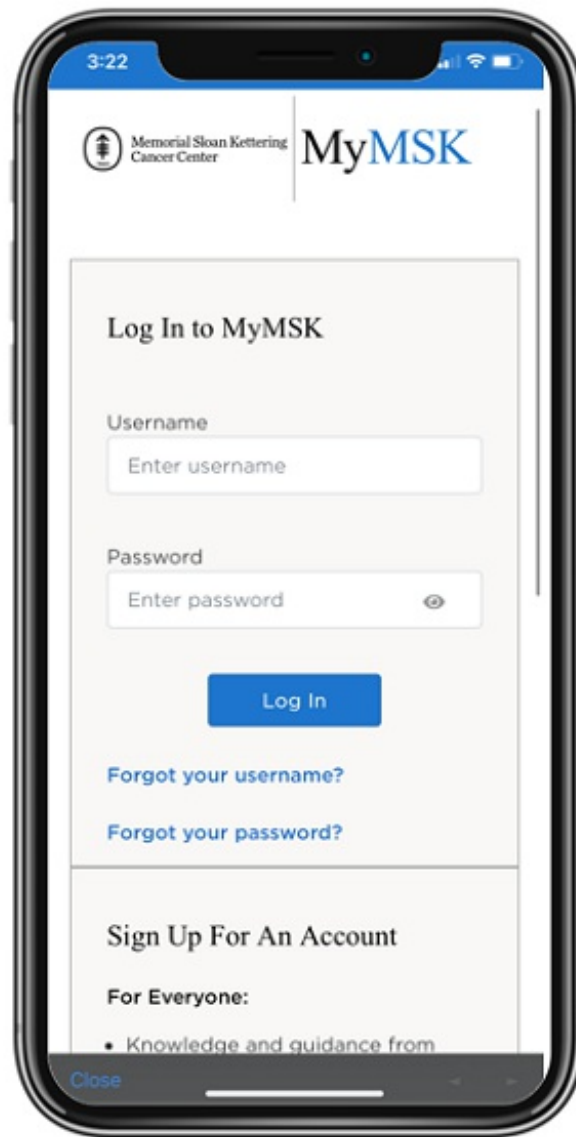 3:22
Memorial Sloan Kettering
Cancer Center
MyMSK
Log In to MyMSK
Username
Enter username
Password
Enter password
Log In
Forgot your username?
Forgot your password?
Sign Up For An Account
For Everyone:
• Knowledge and guidance from
Close